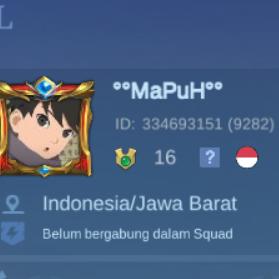 L
°°MaPuH°°
ID: 334693151 (9282)
16 ?
Indonesia/Jawa Barat
Belum bergabung dalam Squad